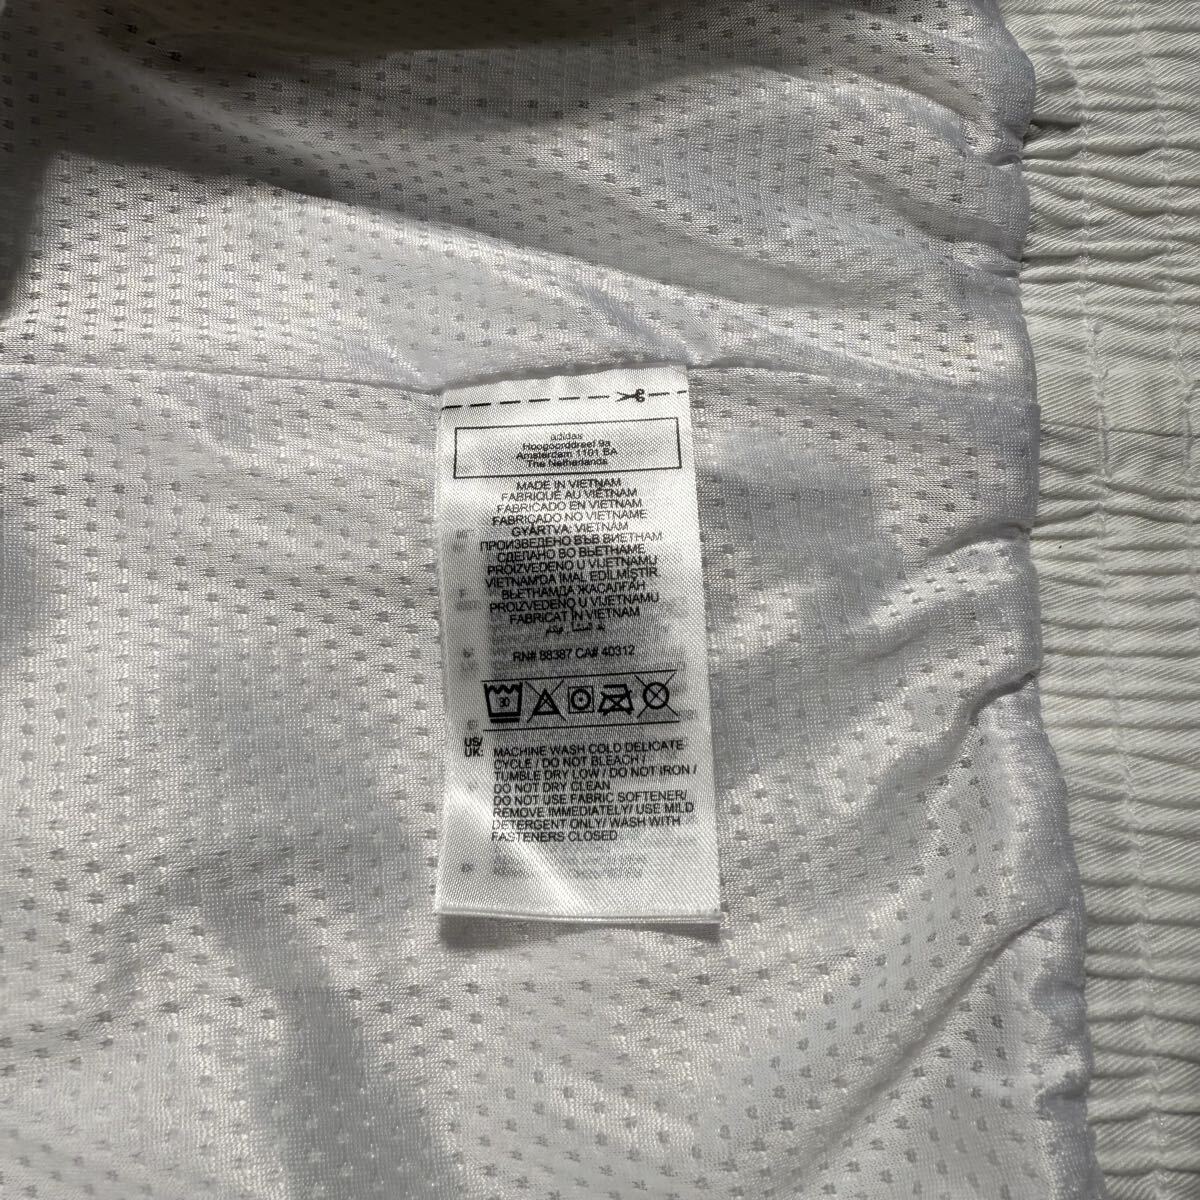 adidas
Hoogoorddreef 9a
Amsterdam 1101 BA
The Netherlands
MADE IN VIETNAM
FABRIQUÉ AU VIÊTNAM
FABRICADO EN VIETNAM
FABRICADO NO VIETNAME
GYÁRTVA: VIETNÁM
ПРОИЗВЕДЕНО ВЪВ ВИЕТНАМ
СДЕЛАНО ВО ВЬЕТНАМЕ
PROIZVEDENO U VIJETNAMU
VIETNAM'DA İMAL EDİLMİŞTİR
ВЬЕТНАМДА ЖАСАЛҒАН
PROIZVEDENO U VIJETNAMU
FABRICAT ÎN VIETNAM
RN# 88387 CA# 40312
30
US/
UK:
MACHINE WASH COLD DELICATE
CYCLE / DO NOT BLEACH /
TUMBLE DRY LOW / DO NOT IRON /
DO NOT DRY CLEAN
DO NOT USE FABRIC SOFTENER/
REMOVE IMMEDIATELY/ USE MILD
DETERGENT ONLY/ WASH WITH
FASTENERS CLOSED